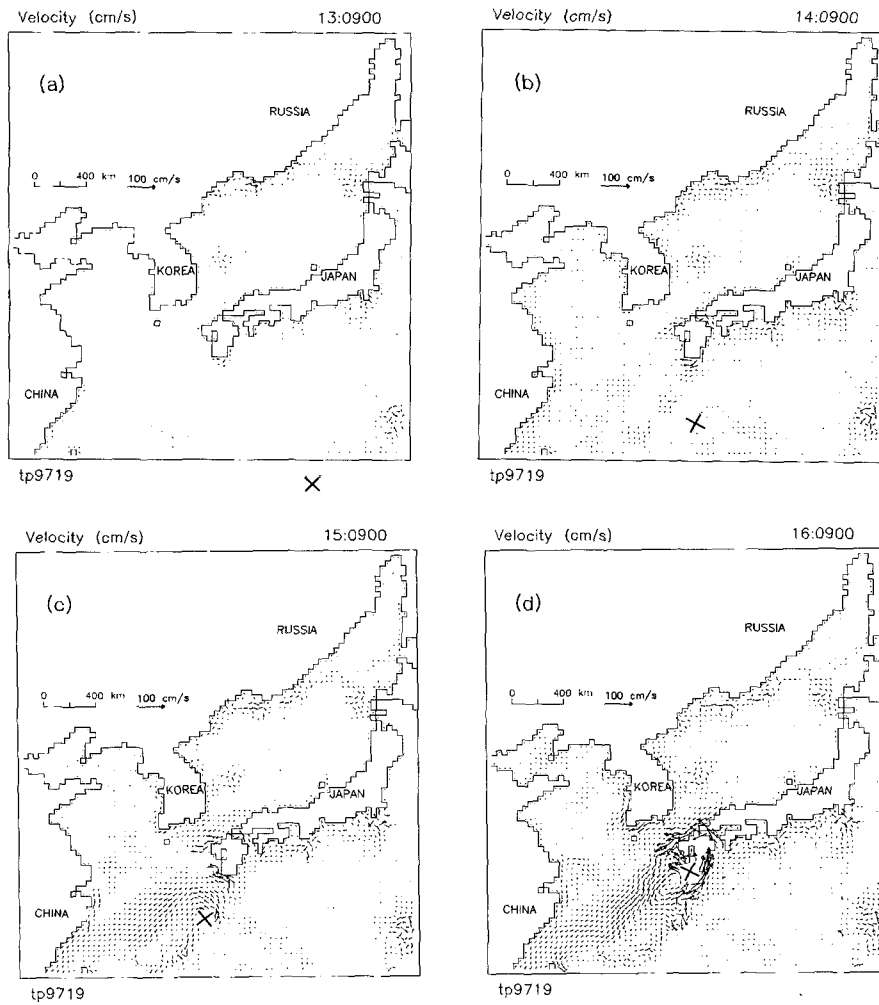 Velocity (cm/s) 13:0900
(a)
RUSSIA
0 400 km 100 cm/s
KOREA
JAPAN
CHINA
tp9719
Velocity (cm/s) 14:0900
(b)
RUSSIA
0 400 km 100 cm/s
KOREA
JAPAN
CHINA
tp9719
Velocity (cm/s) 15:0900
(c)
RUSSIA
0 400 km 100 cm/s
KOREA
JAPAN
CHINA
tp9719
Velocity (cm/s) 16:0900
(d)
RUSSIA
0 400 km 100 cm/s
KOREA
JAPAN
CHINA
tp9719